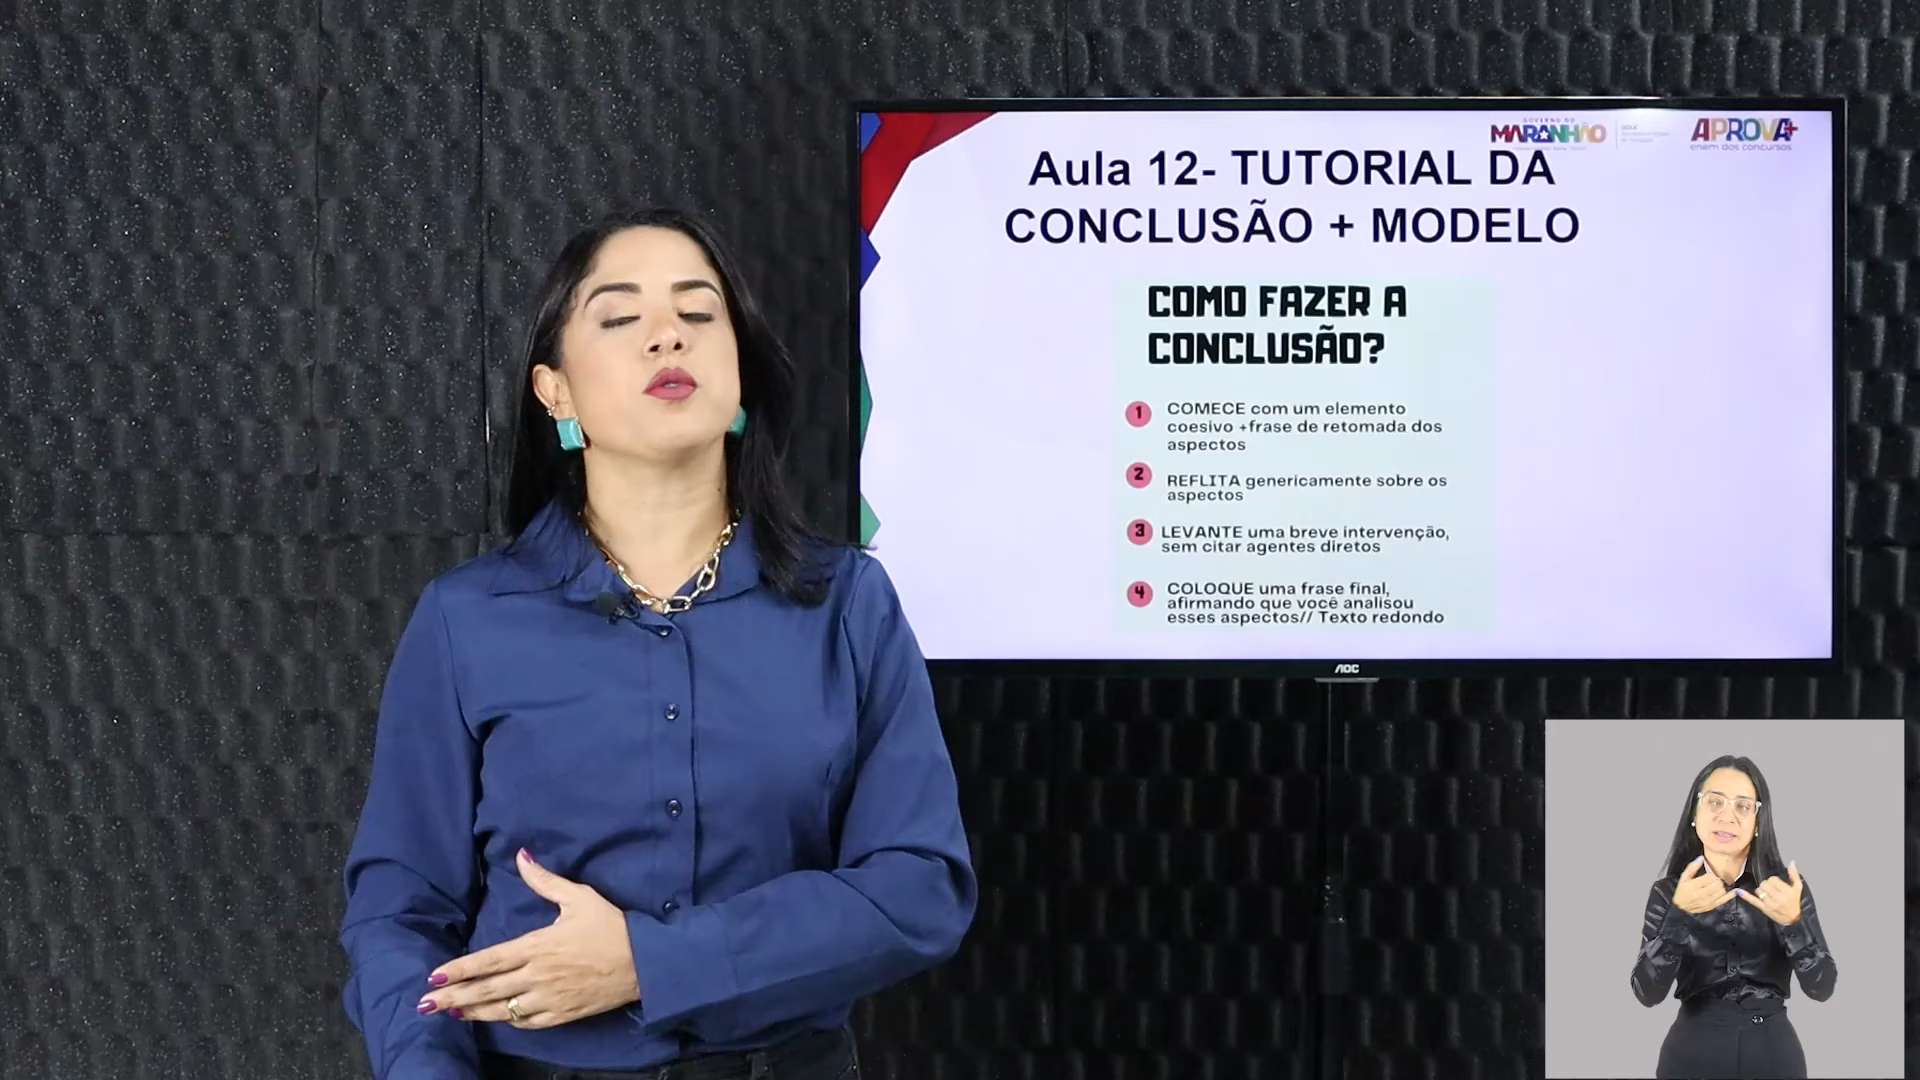 GOVERNO DO
MARANHÃO
APROVA+
enem dos concursos
Aula 12- TUTORIAL DA
CONCLUSÃO + MODELO
COMO FAZER A
CONCLUSÃO?
1 COMECE com um elemento
coesivo +frase de retomada dos
aspectos
2 REFLITA genericamente sobre os
aspectos
3 LEVANTE uma breve intervenção,
sem citar agentes diretos
4 COLOQUE uma frase final,
afirmando que você analisou
esses aspectos// Texto redondo
AOC